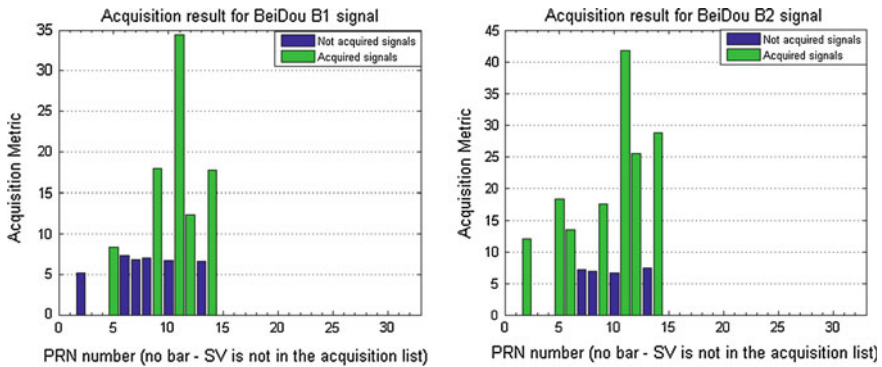 Acquisition result for BeiDou B1 signal
Not acquired signals
Acquired signals
35
30
25
20
15
10
5
0
Acquisition Metric
0 5 10 15 20 25 30
PRN number (no bar - SV is not in the acquisition list)
Acquisition result for BeiDou B2 signal
Not acquired signals
Acquired signals
45
40
35
30
25
20
15
10
5
0
Acquisition Metric
0 5 10 15 20 25 30
PRN number (no bar - SV is not in the acquisition list)